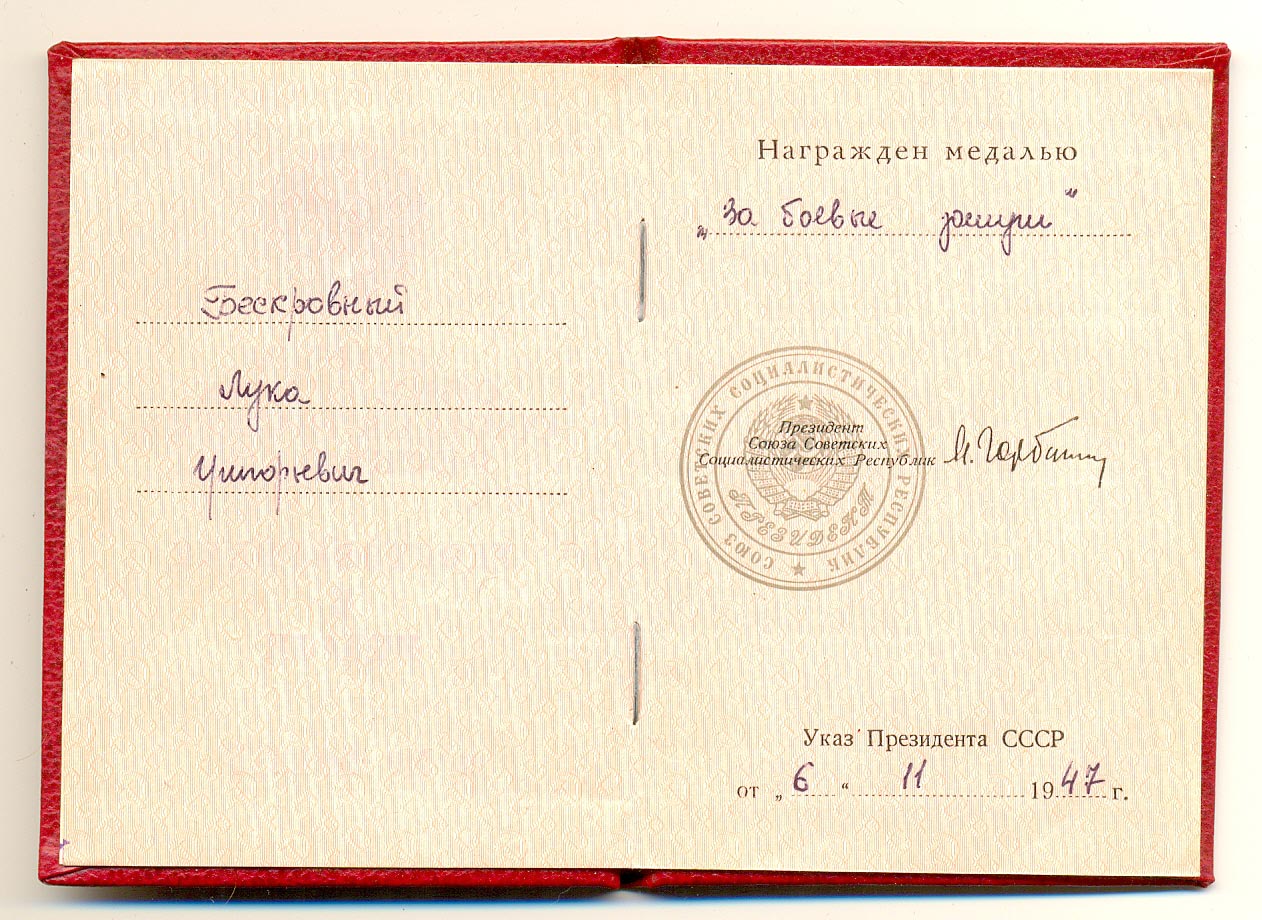 Бескровный
Лука
Григорьевич
Награжден медалью
„За боевые заслуги"
СОЮЗ СОВЕТСКИХ СОЦИАЛИСТИЧЕСКИХ РЕСПУБЛИК
Президент
Союза Советских
Социалистических Республик М. Горбачев
ПРЕЗИДЕНТ
Указ Президента СССР
от „6“ 11 1947 г.